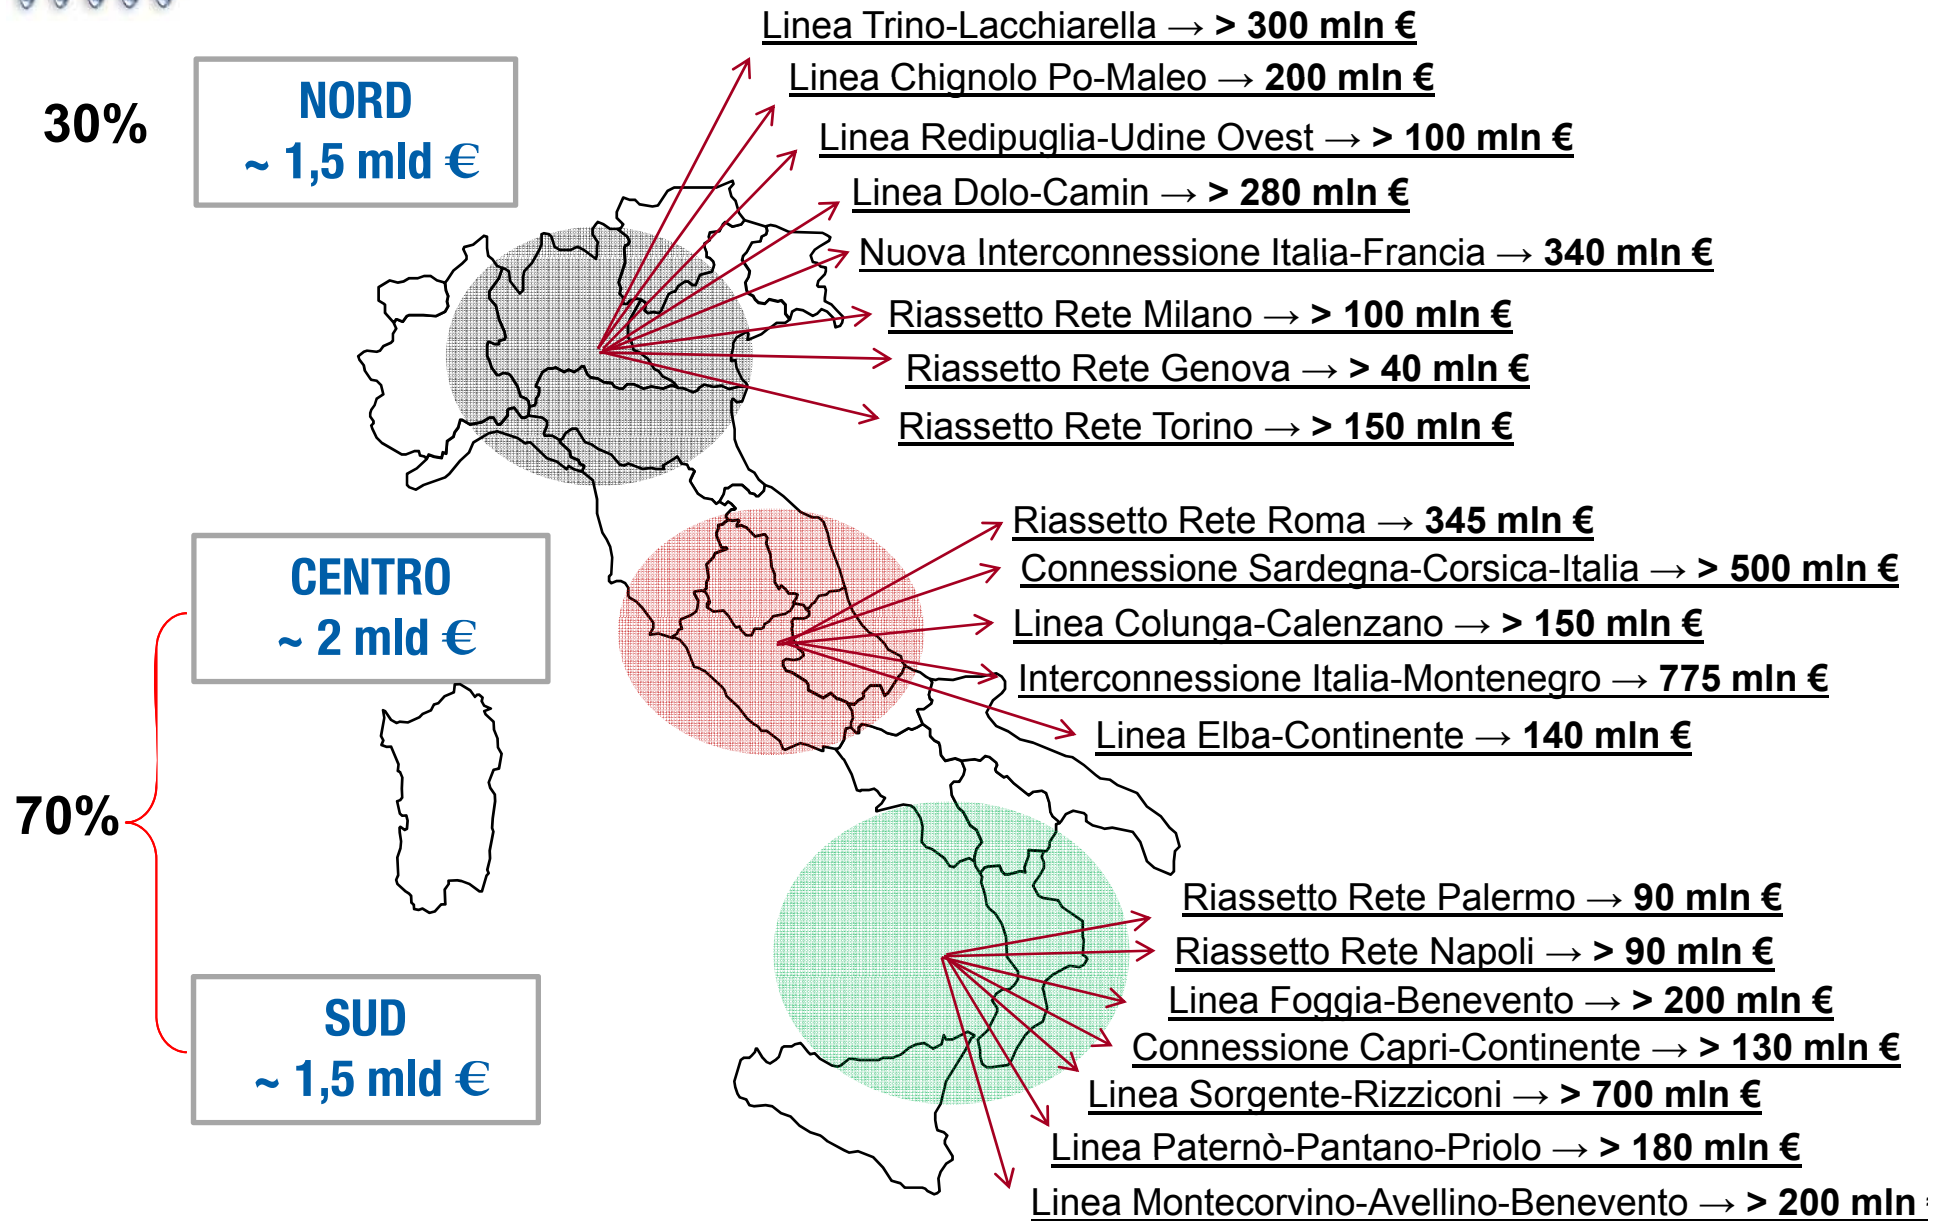 30%
NORD
~ 1,5 mld €
Linea Trino-Lacchiarella → > 300 mln €
Linea Chignolo Po-Maleo → 200 mln €
Linea Redipuglia-Udine Ovest → > 100 mln €
Linea Dolo-Camin → > 280 mln €
Nuova Interconnessione Italia-Francia → 340 mln €
Riassetto Rete Milano → > 100 mln €
Riassetto Rete Genova → > 40 mln €
Riassetto Rete Torino → > 150 mln €
70%
CENTRO
~ 2 mld €
Riassetto Rete Roma → 345 mln €
Connessione Sardegna-Corsica-Italia → > 500 mln €
Linea Colunga-Calenzano → > 150 mln €
Interconnessione Italia-Montenegro → 775 mln €
Linea Elba-Continente → 140 mln €
SUD
~ 1,5 mld €
Riassetto Rete Palermo → 90 mln €
Riassetto Rete Napoli → > 90 mln €
Linea Foggia-Benevento → > 200 mln €
Connessione Capri-Continente → > 130 mln €
Linea Sorgente-Rizziconi → > 700 mln €
Linea Paternò-Pantano-Priolo → > 180 mln €
Linea Montecorvino-Avellino-Benevento → > 200 mln